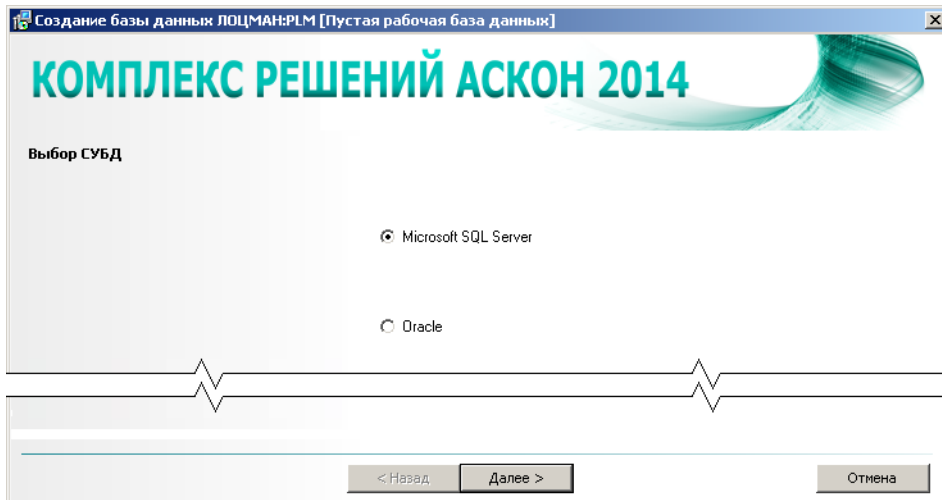 Создание базы данных ЛОЦМАН:PLM [Пустая рабочая база данных]
КОМПЛЕКС РЕШЕНИЙ АСКОН 2014
Выбор СУБД
Microsoft SQL Server
Oracle
< Назад Далее > Отмена